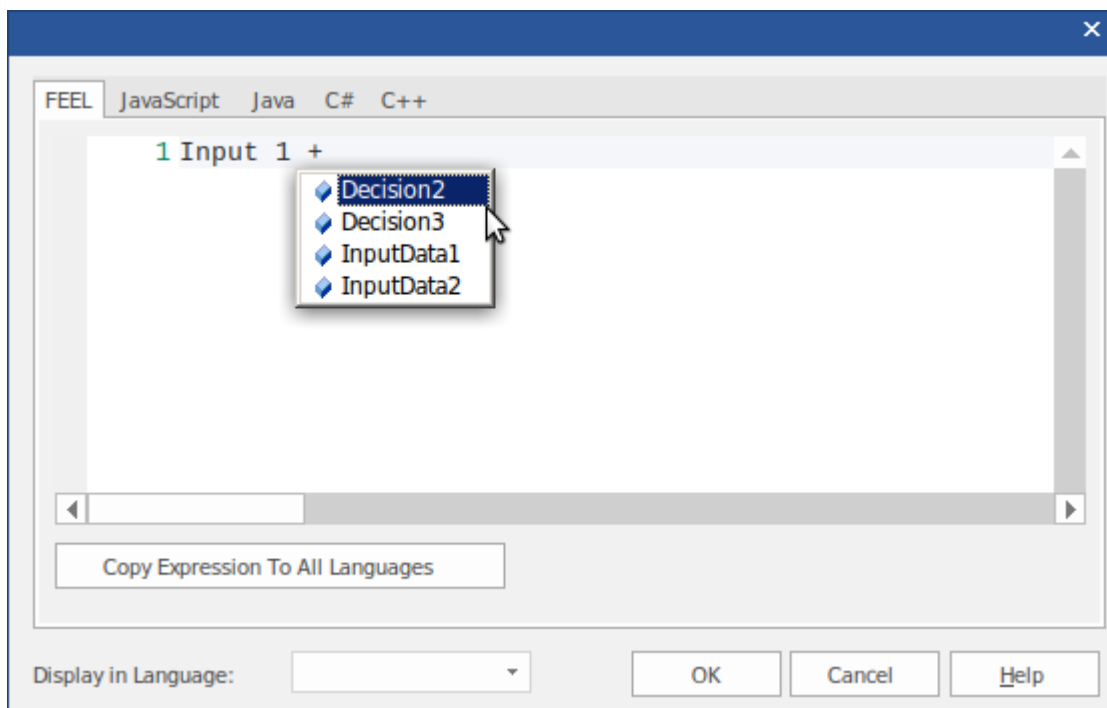 FEEL JavaScript Java C# C++
1 Input 1 +
Decision2
Decision3
InputData1
InputData2
Copy Expression To All Languages
Display in Language: OK Cancel Help